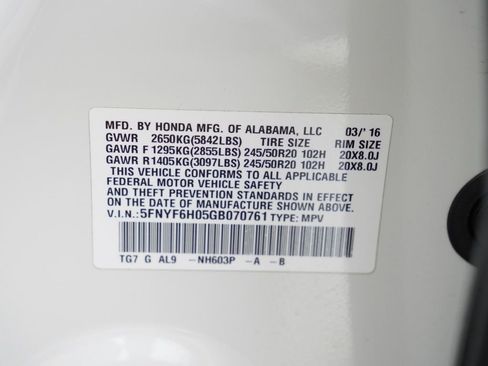 MFD. BY HONDA MFG. OF ALABAMA, LLC 03/'16
GVWR 2650KG(5842LBS) TIRE SIZE RIM SIZE
GAWR F 1295KG(2855LBS) 245/50R20 102H 20X8.0J
GAWR R 1405KG(3097LBS) 245/50R20 102H 20X8.0J
THIS VEHICLE CONFORMS TO ALL APPLICABLE
FEDERAL MOTOR VEHICLE SAFETY
AND THEFT PREVENTION STANDARDS IN EFFECT
ON THE DATE OF MANUFACTURE SHOWN ABOVE.
V.I.N.: 5FNYF6H05GB070761 TYPE: MPV
TG7 G AL9 -NH603P -A -B